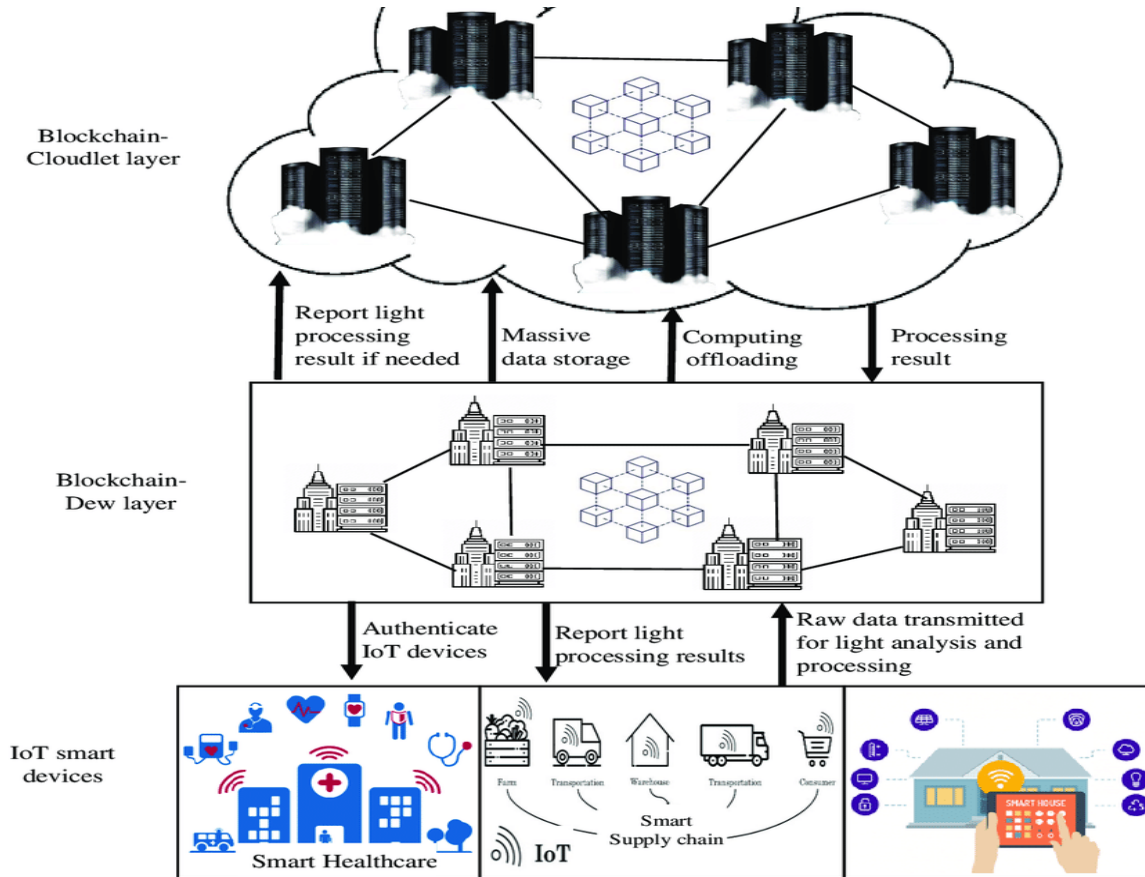 Blockchain-
Cloudlet layer
Report light
processing
result if needed
Massive
data storage
Computing
offloading
Processing
result
Blockchain-
Dew layer
Authenticate
IoT devices
Report light
processing results
Raw data transmitted
for light analysis and
processing
IoT smart
devices
Smart Healthcare
Farm
Transportation
Warehouse
Transportation
Consumer
Smart
Supply chain
IoT
SMART HOUSE